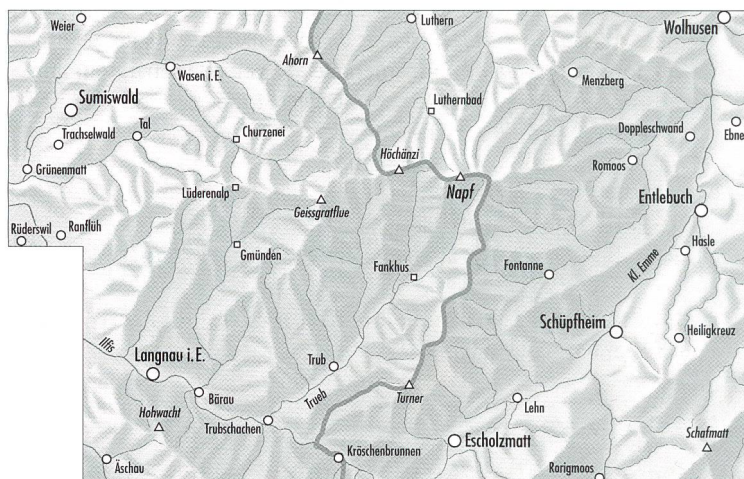 Weier
Luthern
Wolhusen
Ahorn
Wasen i.E.
Menzberg
Luthernbad
Sumiswald
Tal
Churzenei
Trachselwald
Doppleschwand
Ebne
Höchänzi
Romoos
Grünenmatt
Napf
Lüderenalp
Geissgratflue
Entlebuch
Rüderswil
Ranflüh
Gmünden
Hasle
Kl. Emme
Fankhus
Fontanne
Schüpfheim
Heiligkreuz
Ilfis
Langnau i.E.
Trub
Bärau
Trueb
Turner
Lehn
Hohwacht
Trubschachen
Escholzmatt
Schafmatt
Kröschenbrunnen
Äschau
Rorigmoos